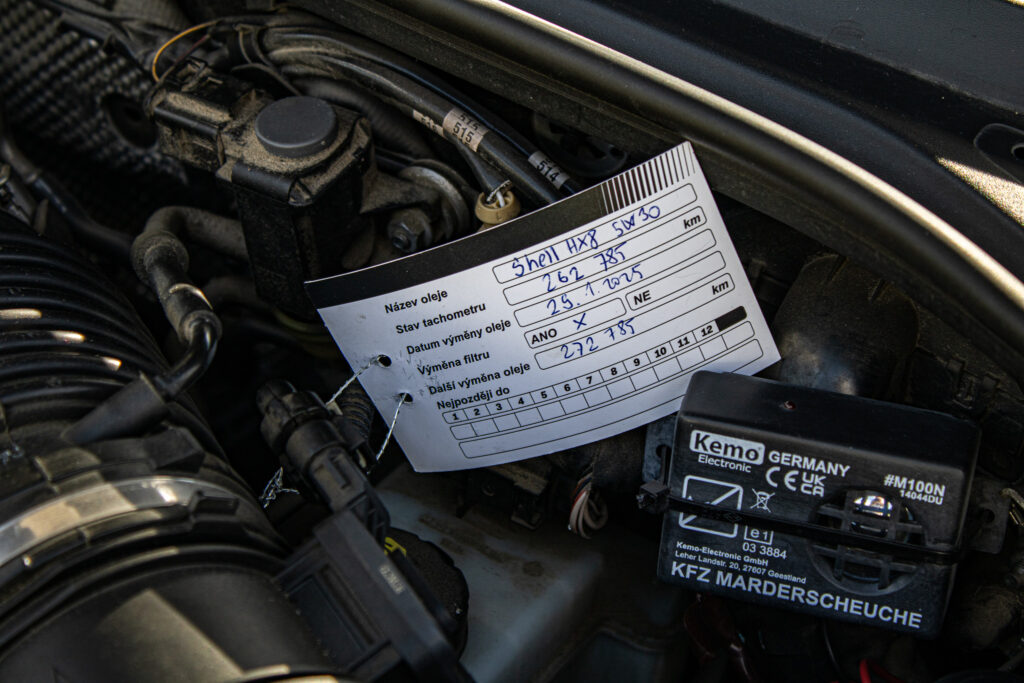 515
514
Název oleje Shell HX8 5W30
Stav tachometru 262 785 km
Datum výměny oleje 29.1.2025
Výměna filtru ANO X NE
Další výměna oleje 272 785 km
Nejpozději do
1 2 3 4 5 6 7 8 9 10 11 12
Kemo GERMANY
Electronic CE UKCA
#M100N
14044DU
e1
03 3884
Kemo-Electronic GmbH
Leher Landstr. 20, 27607 Geestland
KFZ MARDERSCHEUCHE